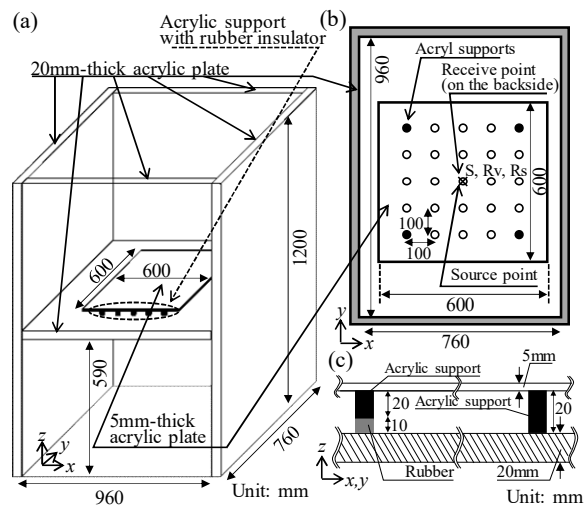 (a)
Acrylic support
with rubber insulator
20mm-thick acrylic plate
1200
600
600
590
5mm-thick
acrylic plate
760
z
y
x
960
Unit: mm
(b)
960
Acryl supports
Receive point
(on the backside)
S, Rv, Rs
600
100
100
Source point
600
y
x
760
(c)
Acrylic support
5mm
Acrylic support
20
10
20
Rubber
20mm
z
x,y
Unit: mm